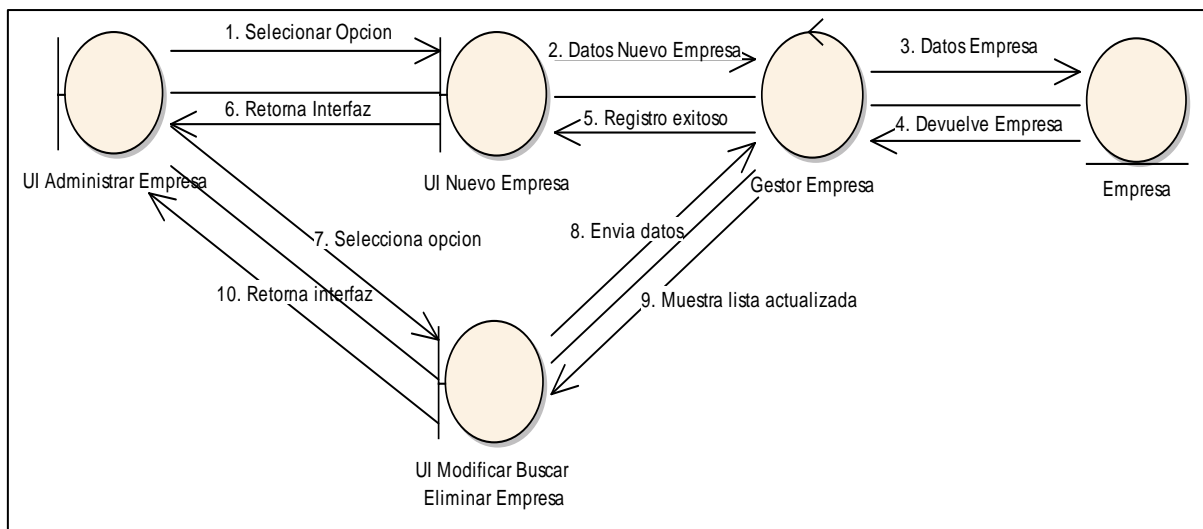 1. Selecionar Opcion
2. Datos Nuevo Empresa
3. Datos Empresa
6. Retorna Interfaz
5. Registro exitoso
4. Devuelve Empresa
UI Administrar Empresa
UI Nuevo Empresa
Gestor Empresa
Empresa
7. Selecciona opcion
8. Envia datos
10. Retorna interfaz
9. Muestra lista actualizada
UI Modificar Buscar
Eliminar Empresa